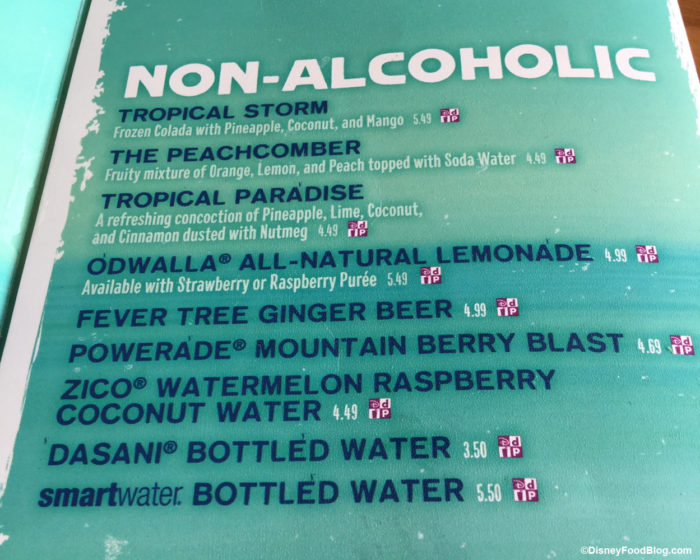 NON-ALCOHOLIC
TROPICAL STORM
Frozen Colada with Pineapple, Coconut, and Mango 5.49
THE PEACHCOMBER
Fruity mixture of Orange, Lemon, and Peach topped with Soda Water 4.49
TROPICAL PARADISE
A refreshing concoction of Pineapple, Lime, Coconut,
and Cinnamon dusted with Nutmeg 4.49
ODWALLA® ALL-NATURAL LEMONADE 4.99
Available with Strawberry or Raspberry Purée 5.49
FEVER TREE GINGER BEER 4.99
POWERADE® MOUNTAIN BERRY BLAST 4.69
ZICO® WATERMELON RASPBERRY
COCONUT WATER 4.49
DASANI® BOTTLED WATER 3.50
smartwater. BOTTLED WATER 5.50
©DisneyFoodBlog.com